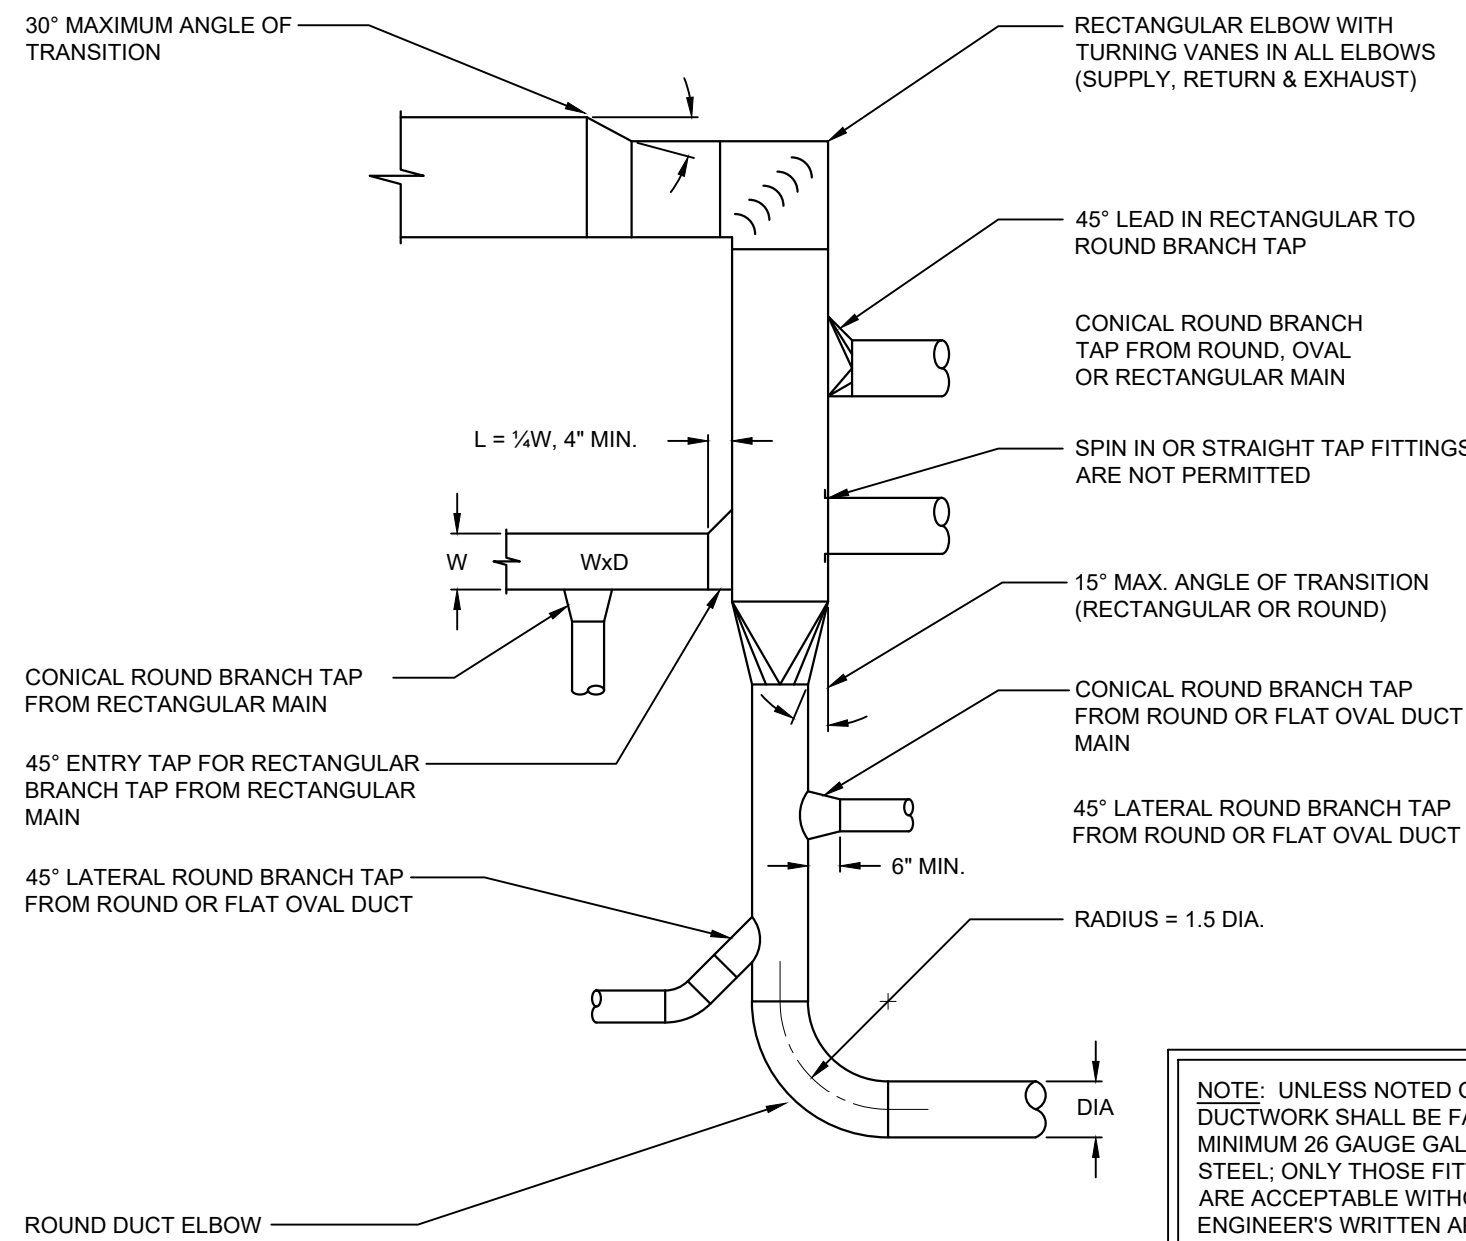 30° MAXIMUM ANGLE OF
TRANSITION
RECTANGULAR ELBOW WITH
TURNING VANES IN ALL ELBOWS
(SUPPLY, RETURN & EXHAUST)
45° LEAD IN RECTANGULAR TO
ROUND BRANCH TAP
CONICAL ROUND BRANCH
TAP FROM ROUND, OVAL
OR RECTANGULAR MAIN
L = ¼W, 4" MIN.
SPIN IN OR STRAIGHT TAP FITTINGS
ARE NOT PERMITTED
W
WxD
15° MAX. ANGLE OF TRANSITION
(RECTANGULAR OR ROUND)
CONICAL ROUND BRANCH TAP
FROM RECTANGULAR MAIN
CONICAL ROUND BRANCH TAP
FROM ROUND OR FLAT OVAL DUCT
MAIN
45° ENTRY TAP FOR RECTANGULAR
BRANCH TAP FROM RECTANGULAR
MAIN
45° LATERAL ROUND BRANCH TAP
FROM ROUND OR FLAT OVAL DUCT
6" MIN.
45° LATERAL ROUND BRANCH TAP
FROM ROUND OR FLAT OVAL DUCT
RADIUS = 1.5 DIA.
DIA
NOTE: UNLESS NOTED
DUCTWORK SHALL BE
MINIMUM 26 GAUGE
STEEL; ONLY THOSE
ARE ACCEPTABLE
ENGINEER'S WRITTEN
ROUND DUCT ELBOW